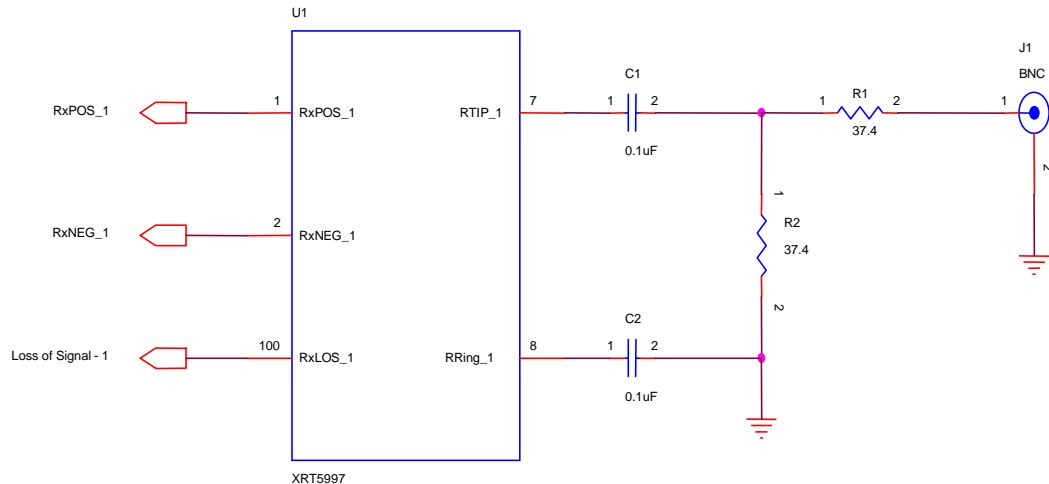 U1
J1
BNC
C1
R1
RxPOS_1
1
RxPOS_1
RTIP_1
7
1
2
1
2
1
0.1uF
37.4
2
1
R2
37.4
RxNEG_1
2
RxNEG_1
2
C2
Loss of Signal - 1
100
RxLOS_1
RRing_1
8
1
2
0.1uF
XRT5997